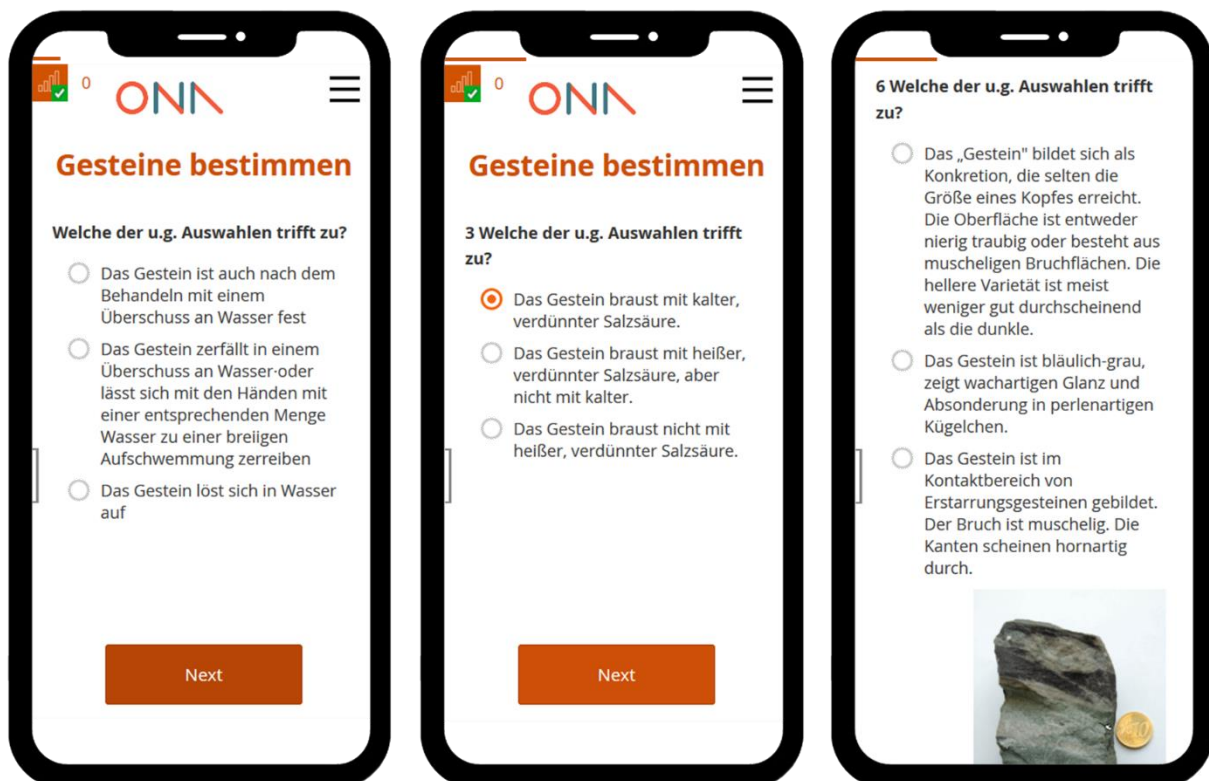 0
ONA
Gesteine bestimmen
Welche der u.g. Auswahlen trifft zu?
Das Gestein ist auch nach dem
Behandeln mit einem
Überschuss an Wasser fest
Das Gestein zerfällt in einem
Überschuss an Wasser·oder
lässt sich mit den Händen mit
einer entsprechenden Menge
Wasser zu einer breiigen
Aufschwemmung zerreiben
Das Gestein löst sich in Wasser
auf
Next
0
ONA
Gesteine bestimmen
3 Welche der u.g. Auswahlen trifft
zu?
Das Gestein braust mit kalter,
verdünnter Salzsäure.
Das Gestein braust mit heißer,
verdünnter Salzsäure, aber
nicht mit kalter.
Das Gestein braust nicht mit
heißer, verdünnter Salzsäure.
Next
6 Welche der u.g. Auswahlen trifft
zu?
Das „Gestein" bildet sich als
Konkretion, die selten die
Größe eines Kopfes erreicht.
Die Oberfläche ist entweder
nierig traubig oder besteht aus
muscheligen Bruchflächen. Die
hellere Varietät ist meist
weniger gut durchscheinend
als die dunkle.
Das Gestein ist bläulich-grau,
zeigt wachartigen Glanz und
Absonderung in perlenartigen
Kügelchen.
Das Gestein ist im
Kontaktbereich von
Erstarrungsgesteinen gebildet.
Der Bruch ist muschelig. Die
Kanten scheinen hornartig
durch.
10